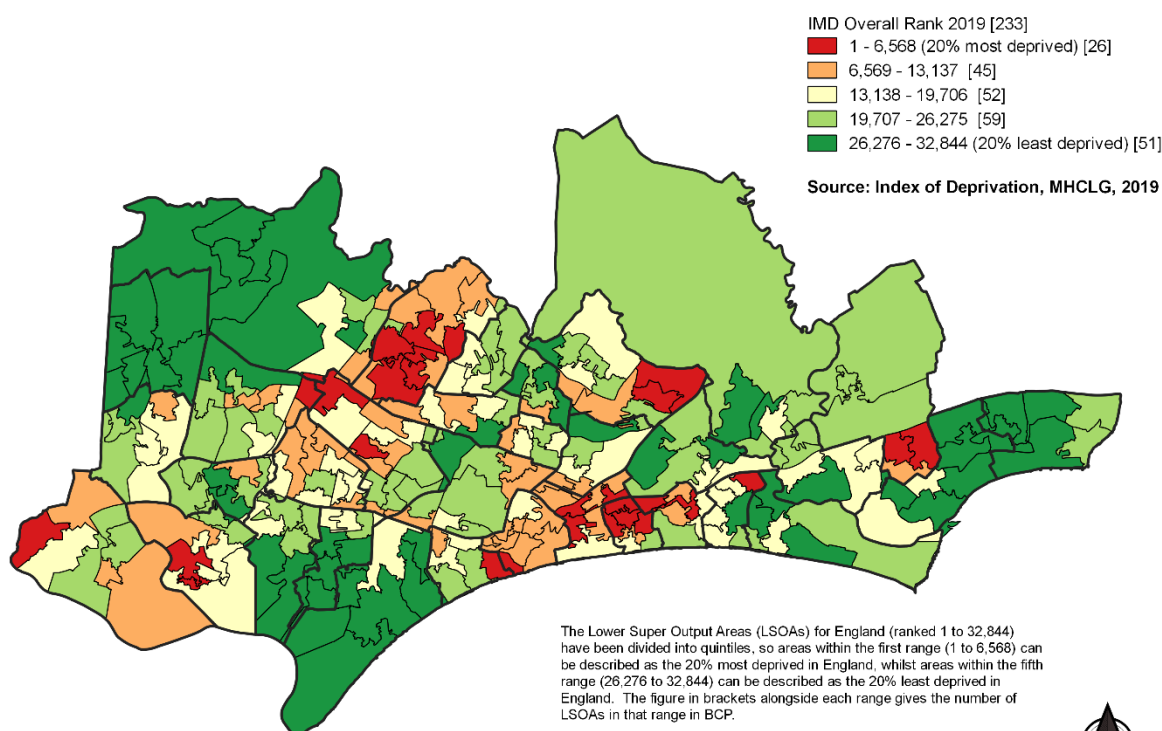 IMD Overall Rank 2019 [233]
1 - 6,568 (20% most deprived) [26]
6,569 - 13,137 [45]
13,138 - 19,706 [52]
19,707 - 26,275 [59]
26,276 - 32,844 (20% least deprived) [51]
Source: Index of Deprivation, MHCLG, 2019
The Lower Super Output Areas (LSOAs) for England (ranked 1 to 32,844)
have been divided into quintiles, so areas within the first range (1 to 6,568) can
be described as the 20% most deprived in England, whilst areas within the fifth
range (26,276 to 32,844) can be described as the 20% least deprived in
England. The figure in brackets alongside each range gives the number of
LSOAs in that range in BCP.